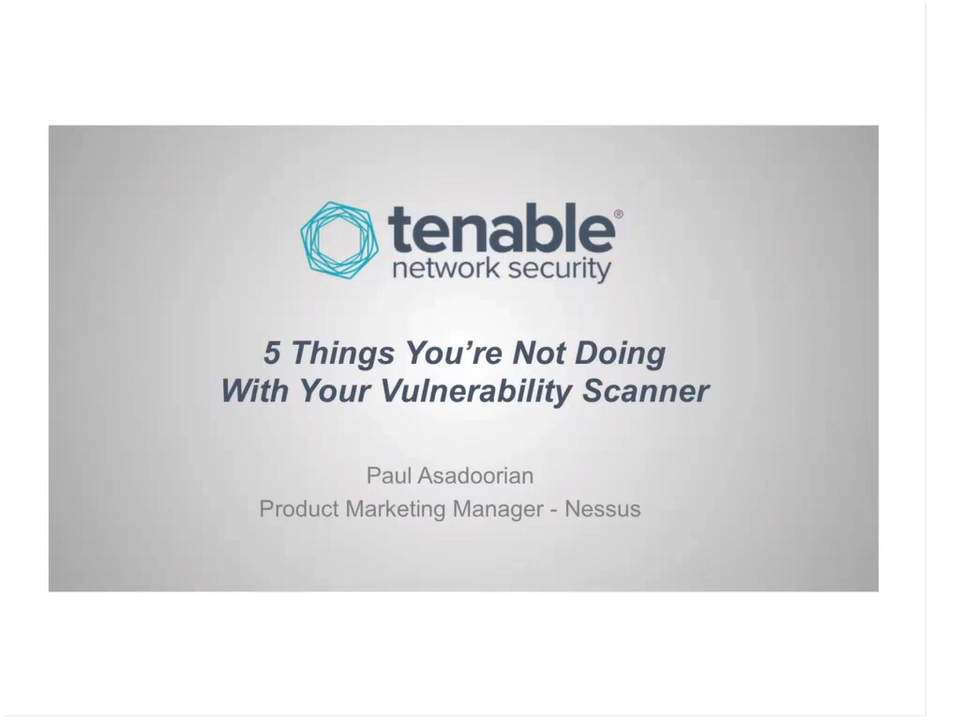 tenable®
network security
5 Things You’re Not Doing
With Your Vulnerability Scanner
Paul Asadoorian
Product Marketing Manager - Nessus